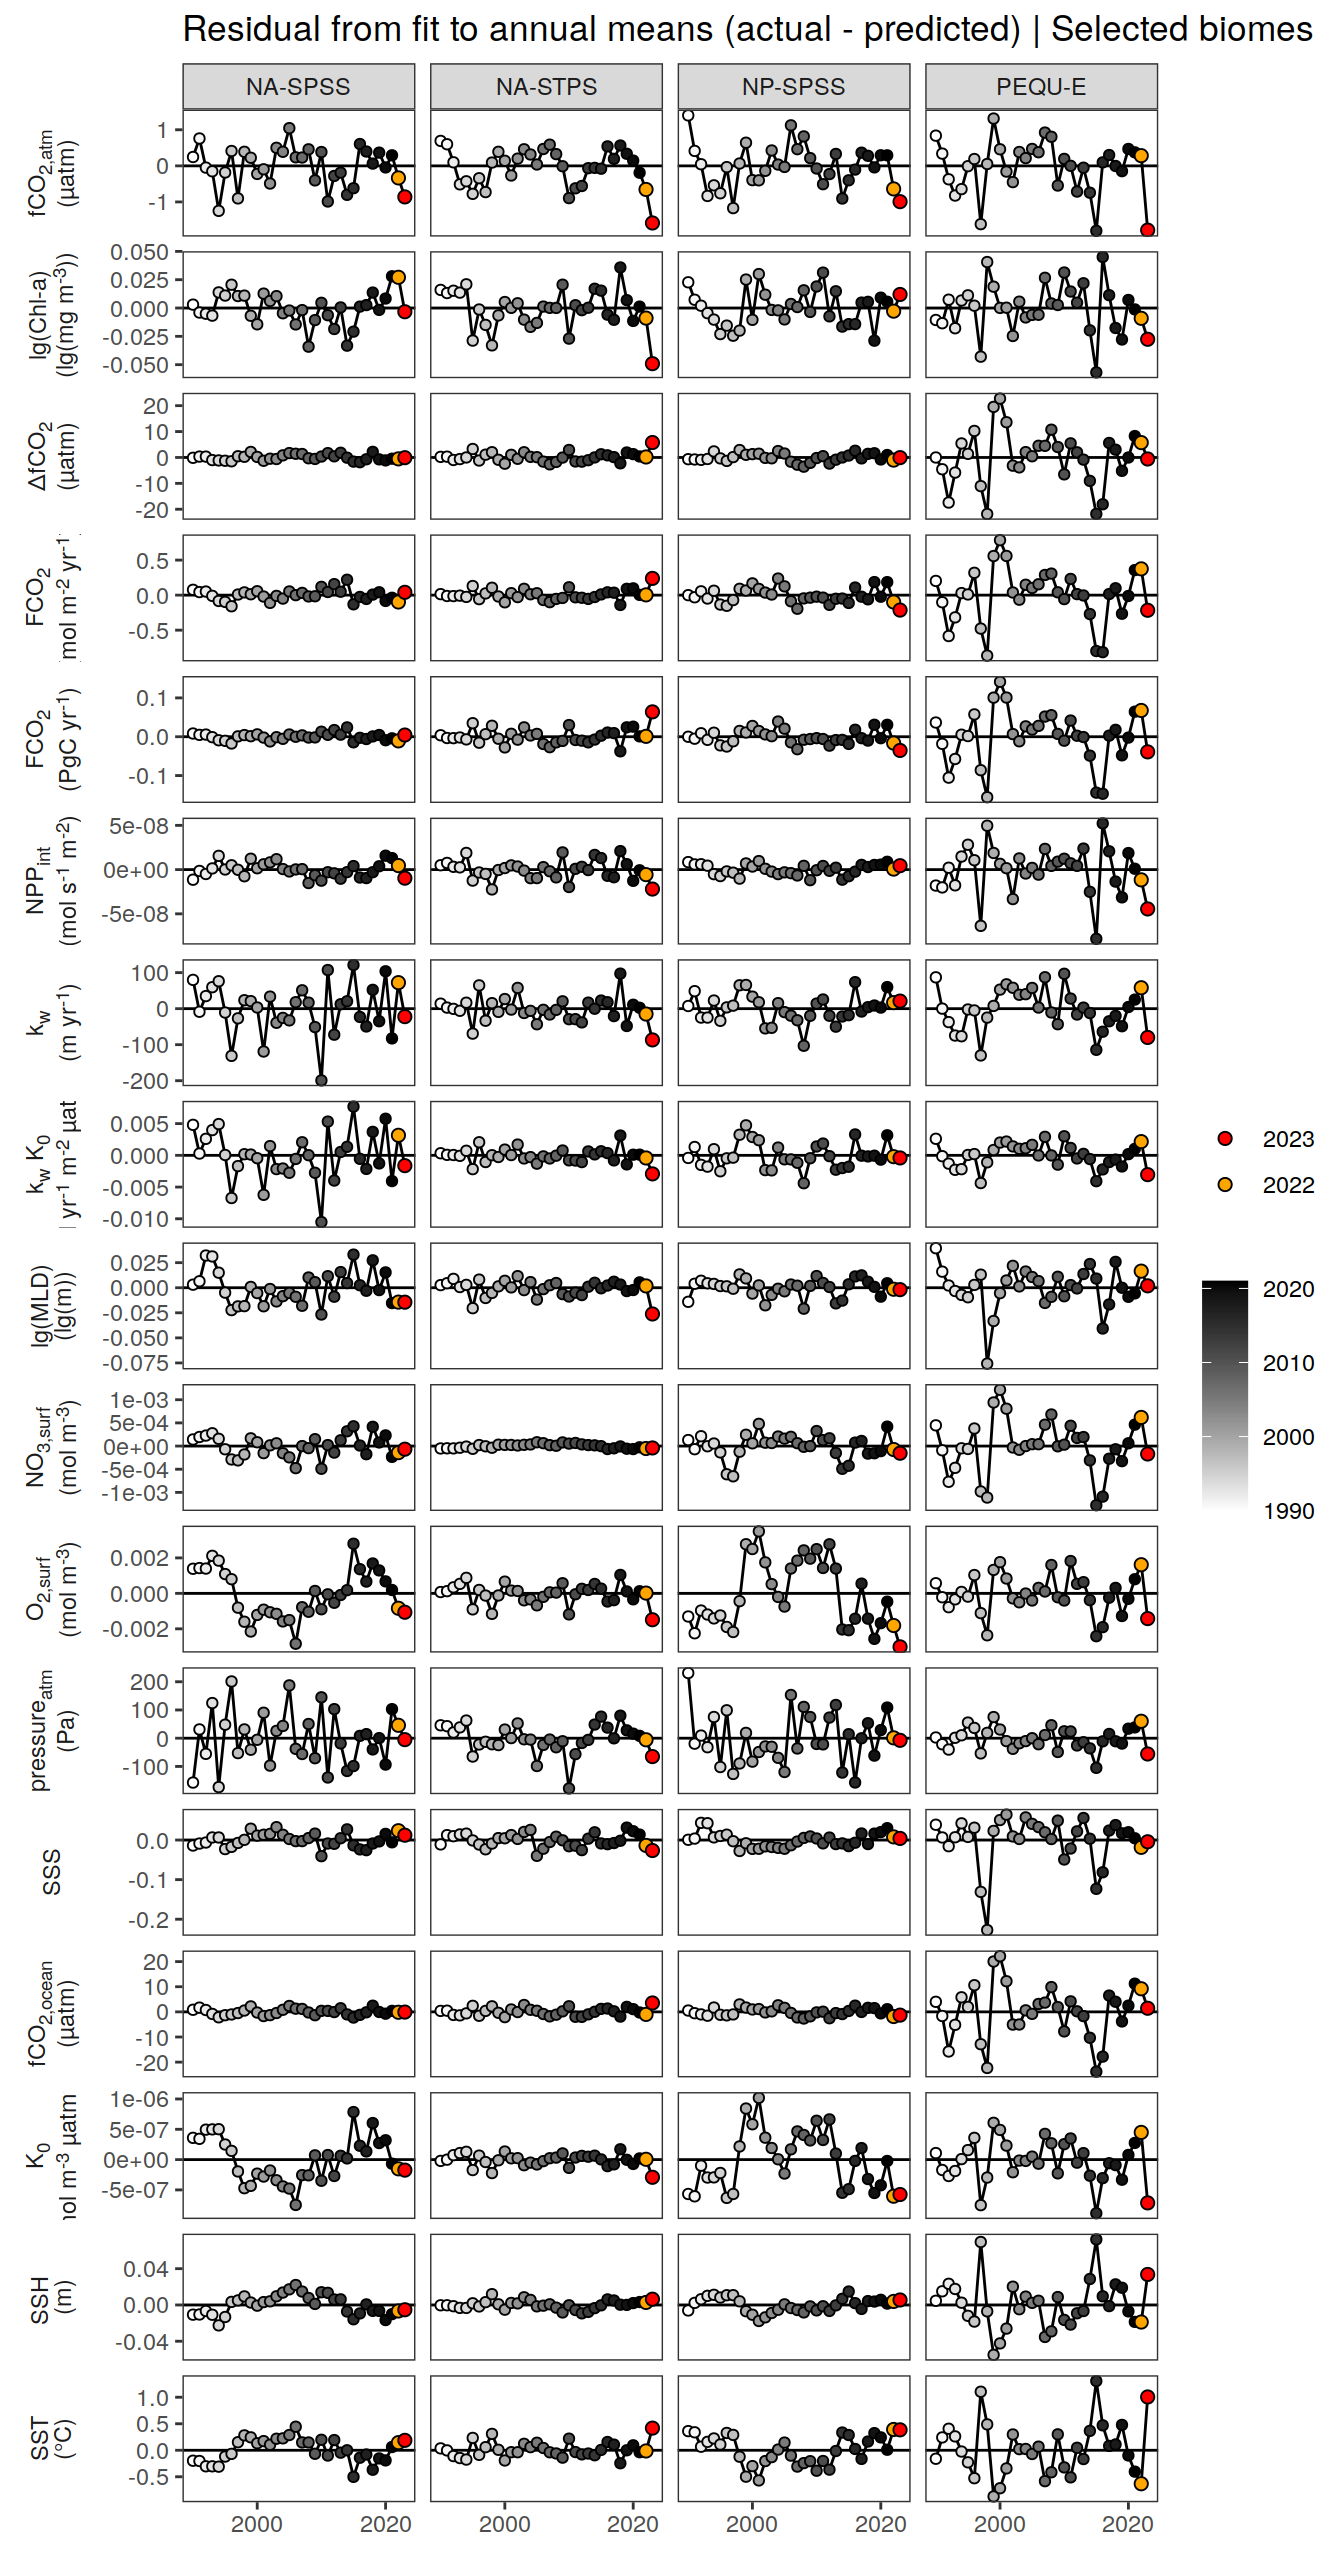 Residual from fit to annual means (actual - predicted) | Selected biomes
NA-SPSS NA-STPS NP-SPSS PEQU-E
fCO2,atm
(µatm)
1
0
-1
lg(Chl-a)
(lg(mg m-3))
0.050
0.025
0.000
-0.025
-0.050
ΔfCO2
(µatm)
20
10
0
-10
-20
FCO2
mol m-2 yr-1
0.5
0.0
-0.5
FCO2
(PgC yr-1)
0.1
0.0
-0.1
NPPint
(mol s-1 m-2)
5e-08
0e+00
-5e-08
kw
(m yr-1)
100
0
-100
-200
kw K0
yr-1 m-2 µat
0.005
0.000
-0.005
-0.010
lg(MLD)
(lg(m))
0.025
0.000
-0.025
-0.050
-0.075
NO3,surf
(mol m-3)
1e-03
5e-04
0e+00
-5e-04
-1e-03
O2,surf
(mol m-3)
0.002
0.000
-0.002
pressureatm
(Pa)
200
100
0
-100
SSS
0.0
-0.1
-0.2
fCO2,ocean
(µatm)
20
10
0
-10
-20
K0
ol m-3 µatm
1e-06
5e-07
0e+00
-5e-07
SSH
(m)
0.04
0.00
-0.04
SST
(°C)
1.0
0.5
0.0
-0.5
2000 2020 2000 2020 2000 2020 2000 2020
2023
2022
2020
2010
2000
1990